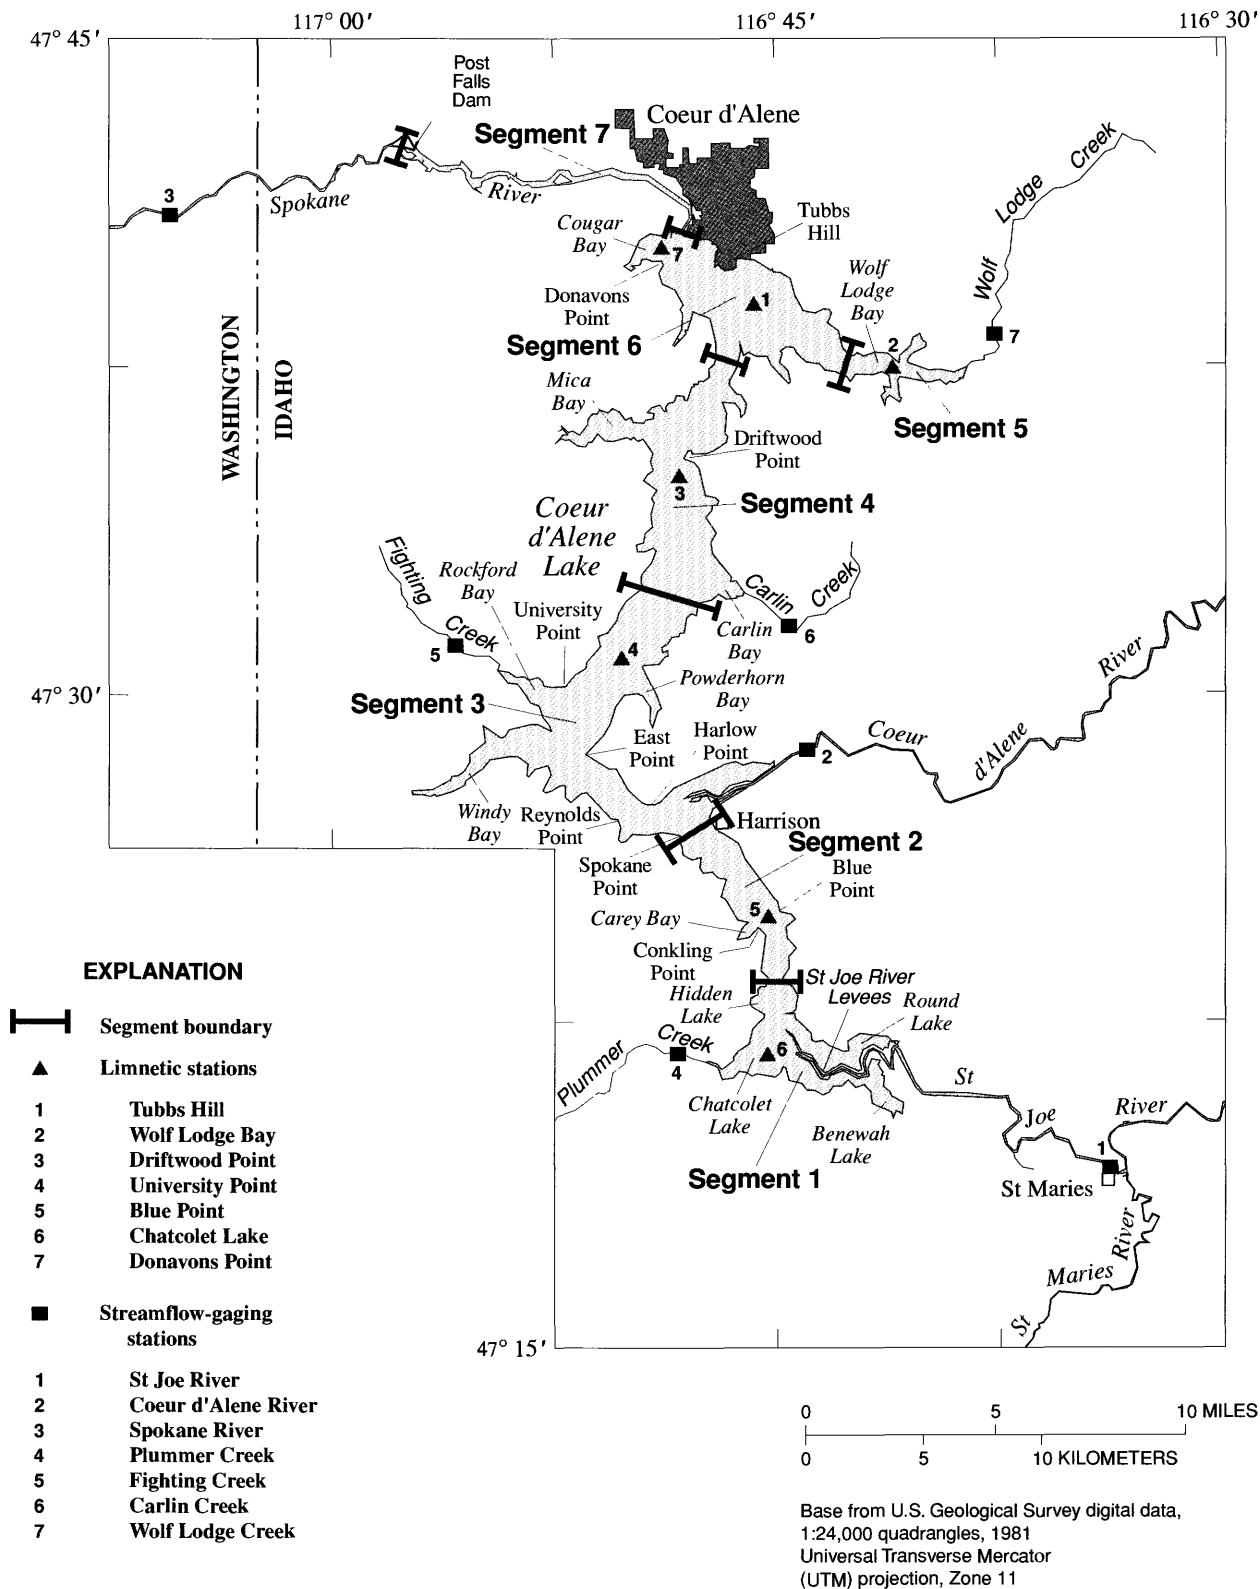 117° 00'
116° 45'
116° 30'
47° 45'
Post
Falls
Dam
Segment 7
Coeur d'Alene
Lodge Creek
3
Spokane
River
Cougar
Bay
Tubbs
Hill
7
Wolf
Lodge
Bay
Wolf
Donavons
Point
1
Segment 6
2
7
WASHINGTON
IDAHO
Mica
Bay
Segment 5
Driftwood
Point
3
Segment 4
Coeur
d'Alene
Lake
Fighting
Creek
Rockford
Bay
University
Point
Carlin
Creek
5
4
6
Carlin
Bay
River
47° 30'
Powderhorn
Bay
Segment 3
East
Point
Harlow
Point
2
Coeur
d'Alene
Windy
Bay
Reynolds
Point
Harrison
Segment 2
Spokane
Point
Blue
Point
5
Carey Bay
Conkling
Point
St Joe River
Levees
Hidden
Lake
Round
Lake
Plummer
Creek
4
6
St
Joe
River
Chatcolet
Lake
Benewah
Lake
1
Segment 1
St Maries
St
Maries
River
47° 15'
EXPLANATION
Segment boundary
Limnetic stations
1 Tubbs Hill
2 Wolf Lodge Bay
3 Driftwood Point
4 University Point
5 Blue Point
6 Chatcolet Lake
7 Donavons Point
Streamflow-gaging
stations
1 St Joe River
2 Coeur d'Alene River
3 Spokane River
4 Plummer Creek
5 Fighting Creek
6 Carlin Creek
7 Wolf Lodge Creek
0 5 10 MILES
0 5 10 KILOMETERS
Base from U.S. Geological Survey digital data,
1:24,000 quadrangles, 1981
Universal Transverse Mercator
(UTM) projection, Zone 11